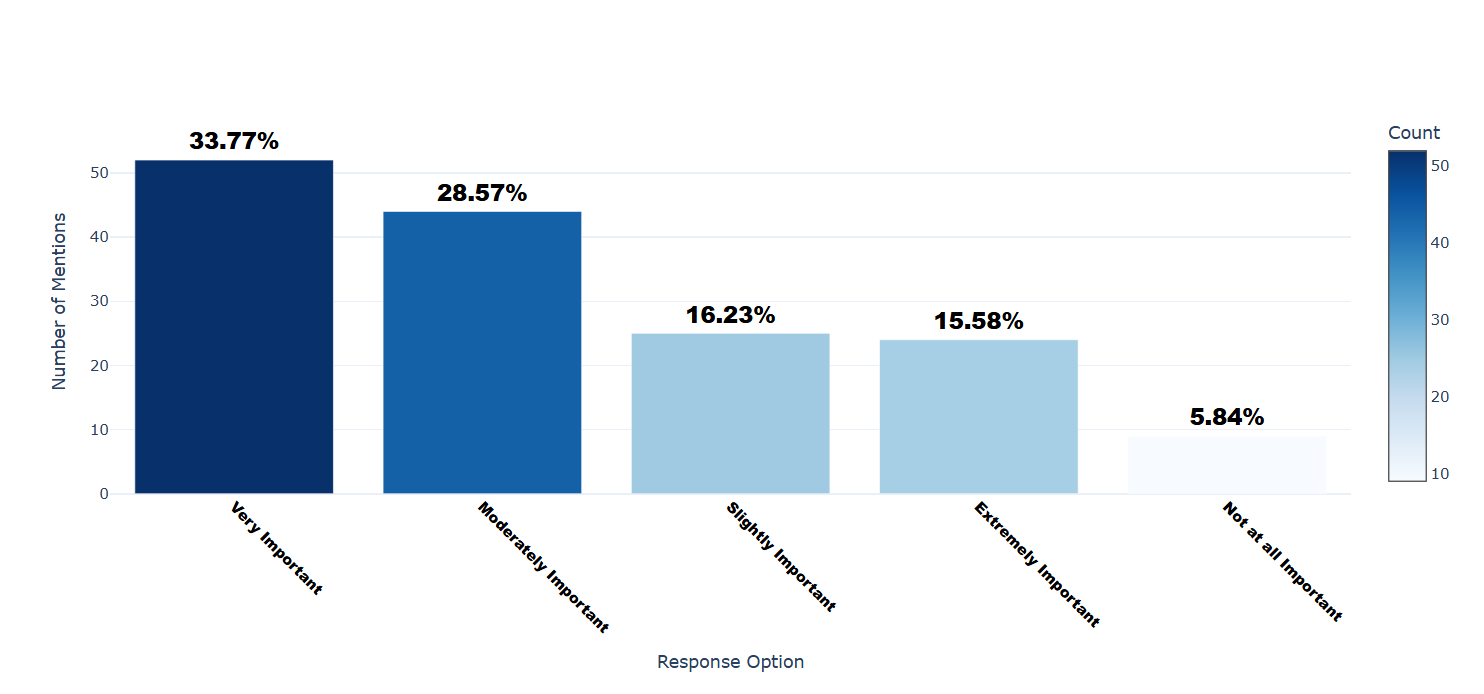 33.77%
28.57%
16.23%
15.58%
5.84%
Number of Mentions
50
40
30
20
10
0
Very Important
Moderately Important
Slightly Important
Extremely Important
Not at all Important
Response Option
Count
50
40
30
20
10